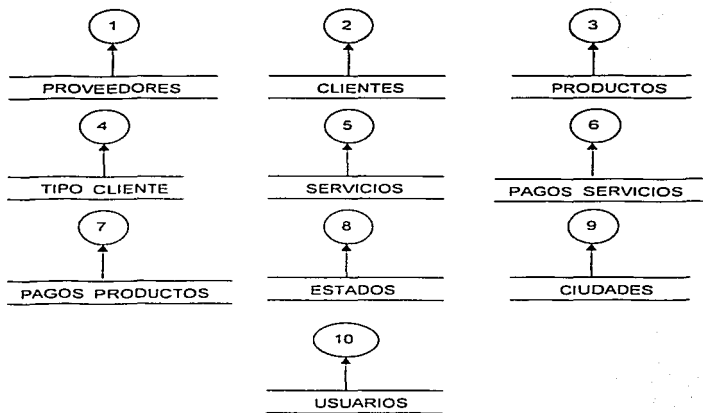 1 2 3
PROVEEDORES CLIENTES PRODUCTOS
4 5 6
TIPO CLIENTE SERVICIOS PAGOS SERVICIOS
7 8 9
PAGOS PRODUCTOS ESTADOS CIUDADES
10
USUARIOS